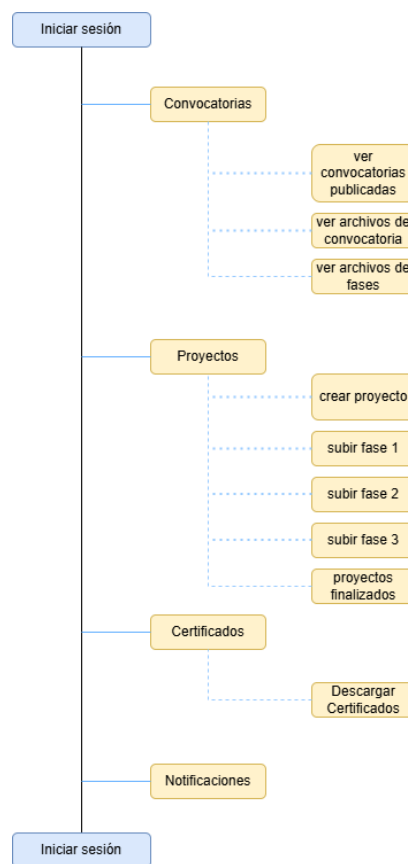 Iniciar sesión
Convocatorias
ver
convocatorias
publicadas
ver archivos de
convocatoria
ver archivos de
fases
Proyectos
crear proyecto
subir fase 1
subir fase 2
subir fase 3
proyectos
finalizados
Certificados
Descargar
Certificados
Notificaciones
Iniciar sesión